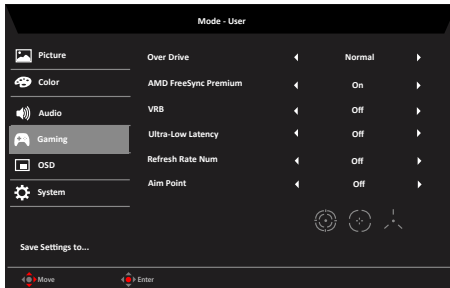 Mode - User
Picture
Over Drive Normal
Color
AMD FreeSync Premium On
Audio
VRB Off
Gaming
Ultra-Low Latency Off
OSD
Refresh Rate Num Off
System
Aim Point Off
Save Settings to...
Move Enter